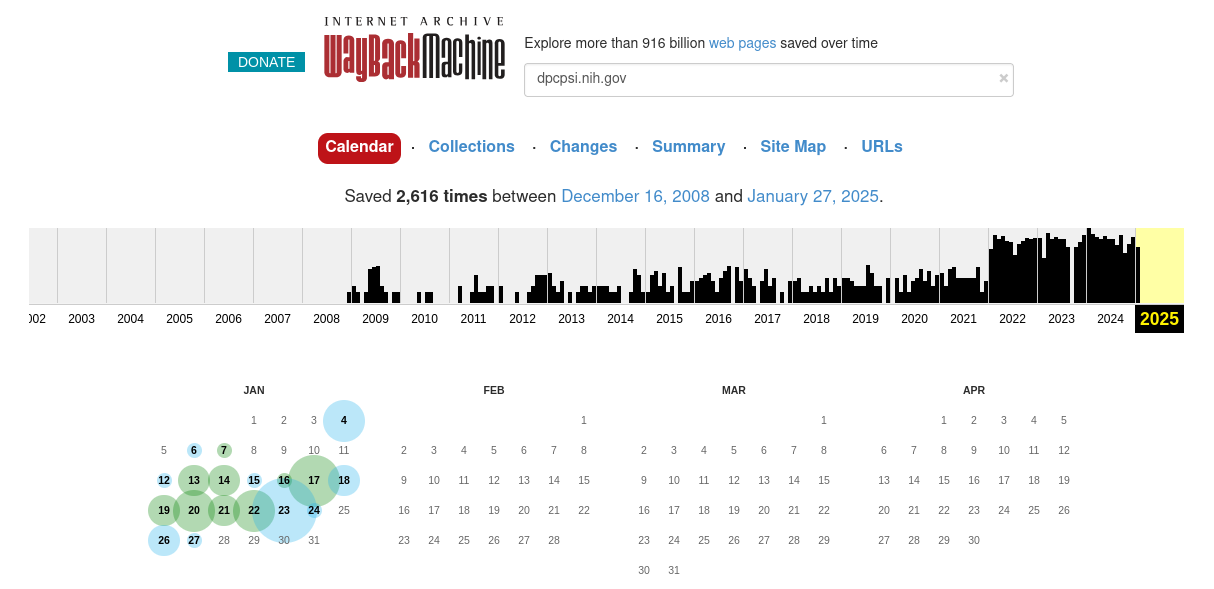 INTERNET ARCHIVE
WayBackMachine
DONATE
Explore more than 916 billion web pages saved over time
dpcpsi.nih.gov ×
Calendar · Collections · Changes · Summary · Site Map · URLs
Saved 2,616 times between December 16, 2008 and January 27, 2025.
002 2003 2004 2005 2006 2007 2008 2009 2010 2011 2012 2013 2014 2015 2016 2017 2018 2019 2020 2021 2022 2023 2024 2025
JAN FEB MAR APR
1 2 3 4 1 1 1 2 3 4 5
5 6 7 8 9 10 11 2 3 4 5 6 7 8 2 3 4 5 6 7 8 6 7 8 9 10 11 12
12 13 14 15 16 17 18 9 10 11 12 13 14 15 9 10 11 12 13 14 15 13 14 15 16 17 18 19
19 20 21 22 23 24 25 16 17 18 19 20 21 22 16 17 18 19 20 21 22 20 21 22 23 24 25 26
26 27 28 29 30 31 23 24 25 26 27 28 23 24 25 26 27 28 29 27 28 29 30
30 31